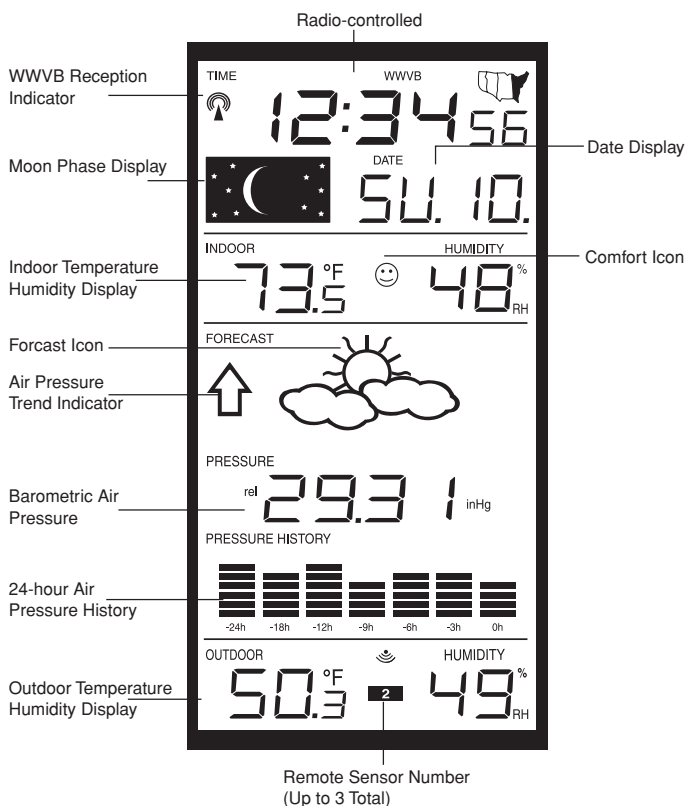 Radio-controlled
WWVB Reception
Indicator
TIME
WWVB
12:34 56
Moon Phase Display
DATE
SU. 10.
Date Display
INDOOR
HUMIDITY
Comfort Icon
Indoor Temperature
Humidity Display
73.5 °F
48 % RH
Forcast Icon
FORECAST
Air Pressure
Trend Indicator
PRESSURE
Barometric Air
Pressure
rel 29.31 inHg
PRESSURE HISTORY
24-hour Air
Pressure History
-24h -18h -12h -9h -6h -3h 0h
OUTDOOR
HUMIDITY
Outdoor Temperature
Humidity Display
50.3 °F
2
49 % RH
Remote Sensor Number
(Up to 3 Total)